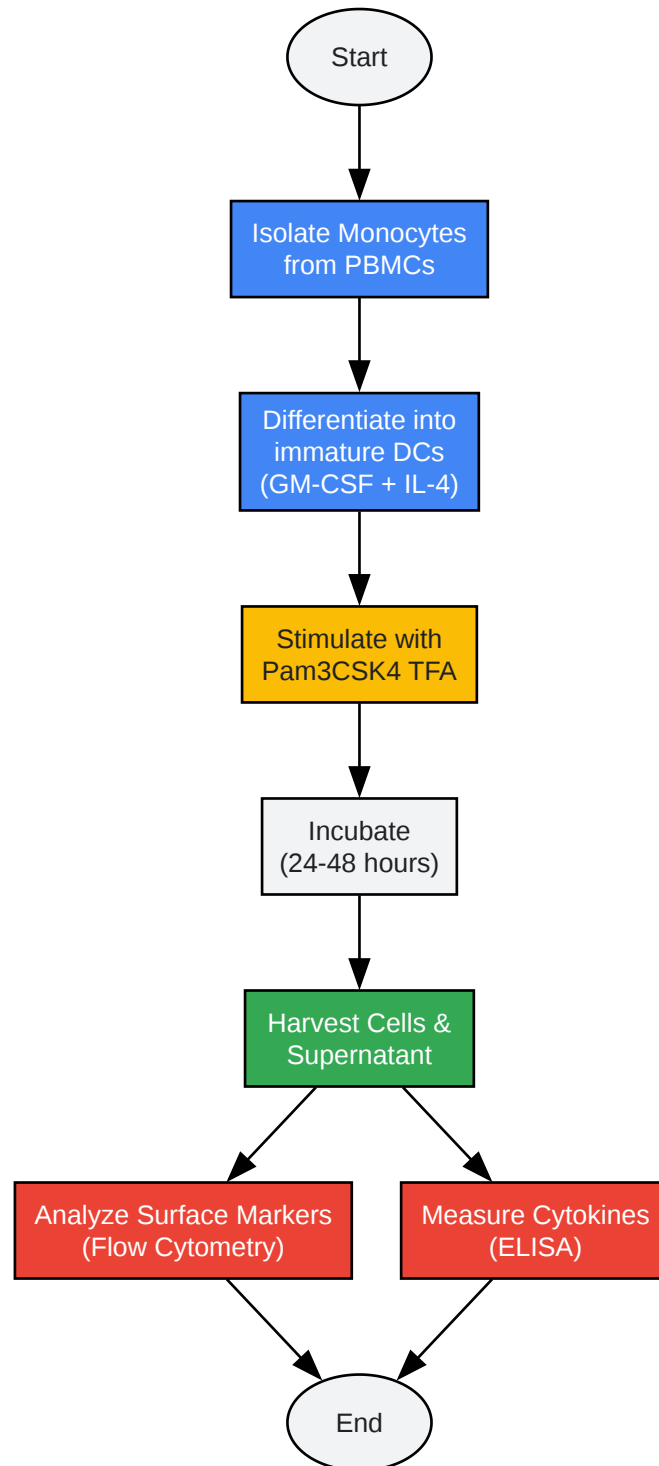 Start
Isolate Monocytes
from PBMCs
Differentiate into
immature DCs
(GM-CSF + IL-4)
Stimulate with
Pam3CSK4 TFA
Incubate
(24-48 hours)
Harvest Cells &
Supernatant
Analyze Surface Markers
(Flow Cytometry)
Measure Cytokines
(ELISA)
End